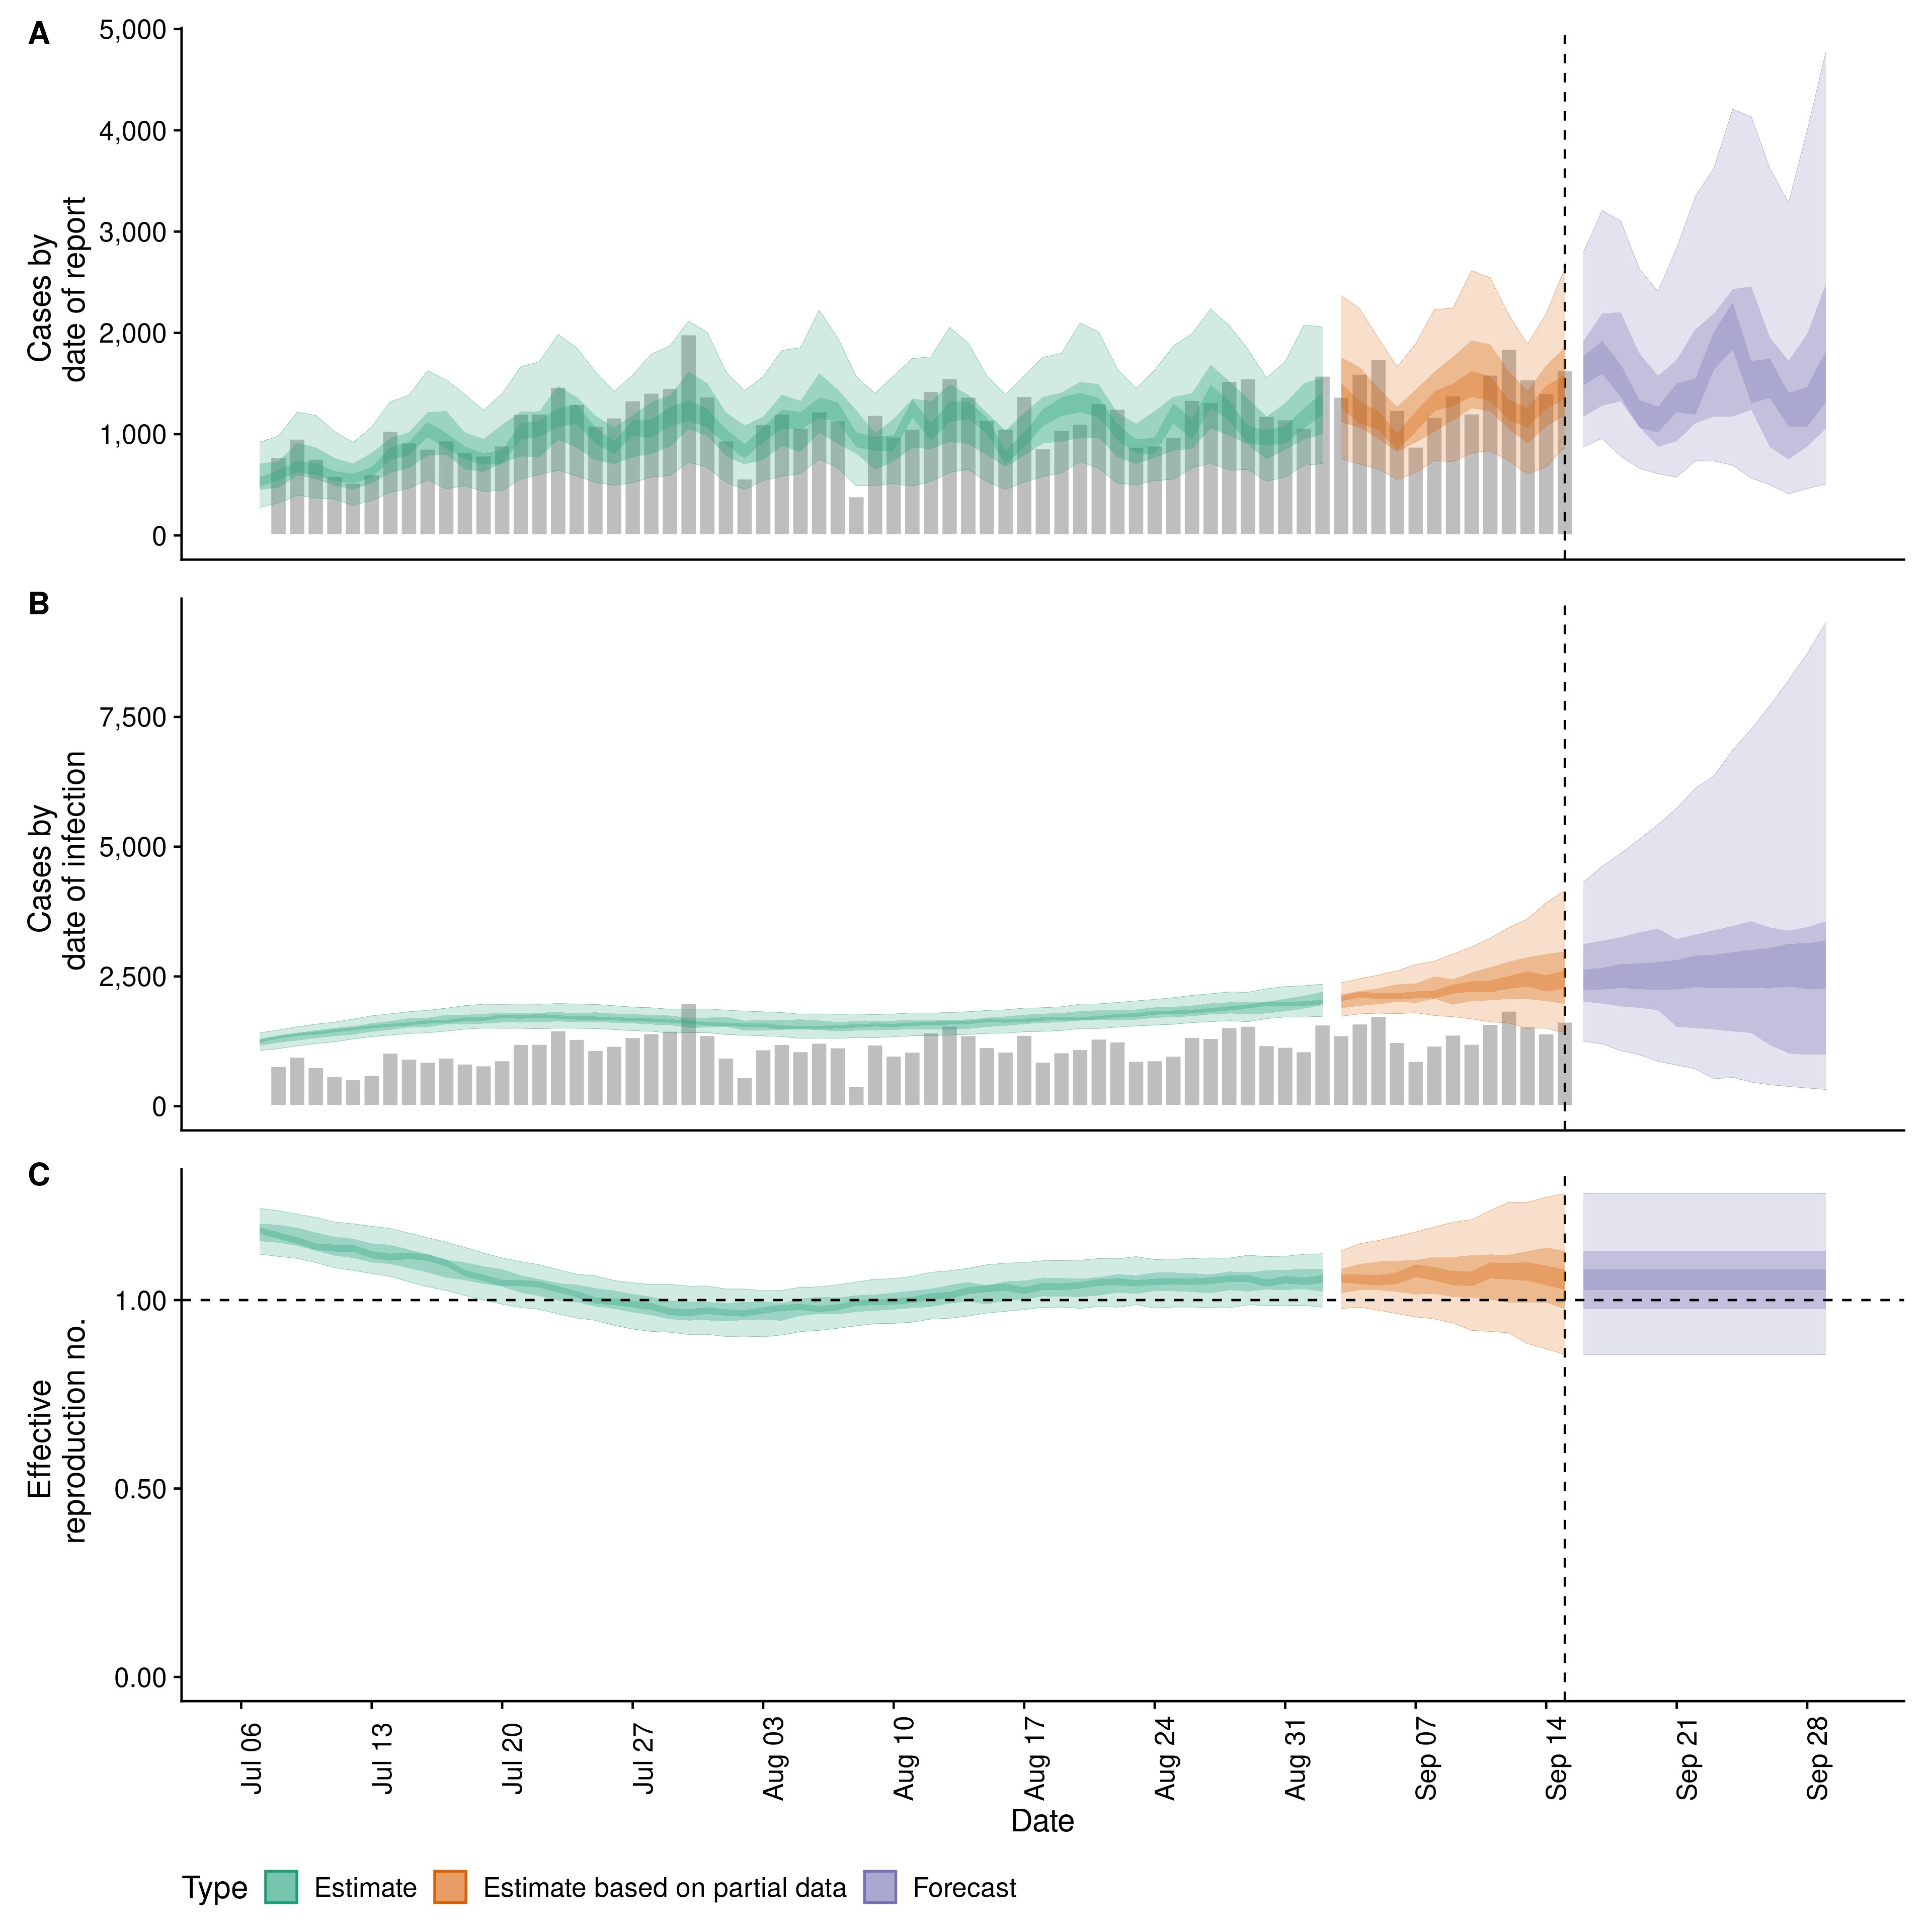 A
5,000
4,000
3,000
2,000
1,000
0
Cases by
date of report
B
7,500
5,000
2,500
0
Cases by
date of infection
C
1.00
0.50
0.00
Effective
reproduction no.
Jul 06
Jul 13
Jul 20
Jul 27
Aug 03
Aug 10
Aug 17
Aug 24
Aug 31
Sep 07
Sep 14
Sep 21
Sep 28
Date
Type Estimate Estimate based on partial data Forecast